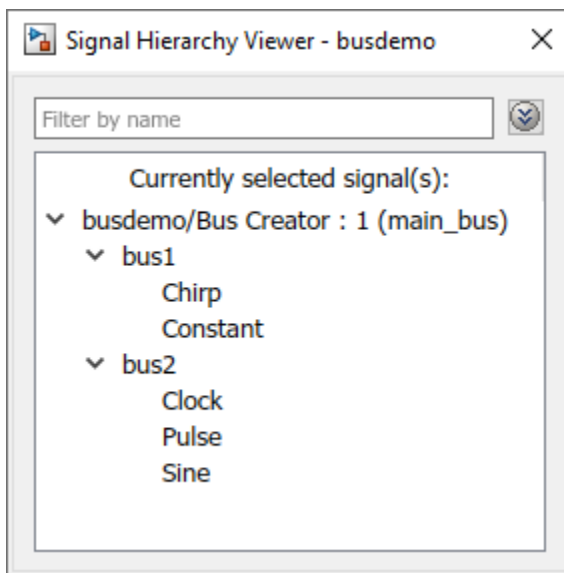 Signal Hierarchy Viewer - busdemo
Filter by name
Currently selected signal(s):
busdemo/Bus Creator : 1 (main_bus)
bus1
Chirp
Constant
bus2
Clock
Pulse
Sine